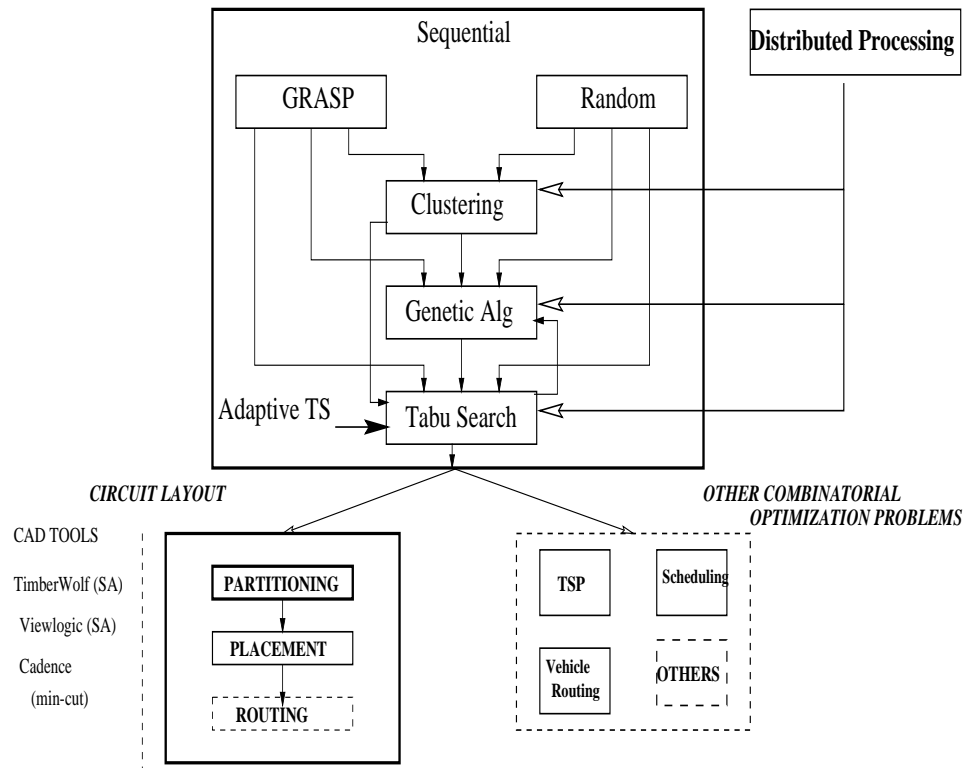 Sequential
Distributed Processing
GRASP
Random
Clustering
Genetic Alg
Adaptive TS
Tabu Search
CIRCUIT LAYOUT
OTHER COMBINATORIAL
OPTIMIZATION PROBLEMS
CAD TOOLS
TimberWolf (SA)
Viewlogic (SA)
Cadence
(min-cut)
PARTITIONING
PLACEMENT
ROUTING
TSP
Scheduling
Vehicle
Routing
OTHERS